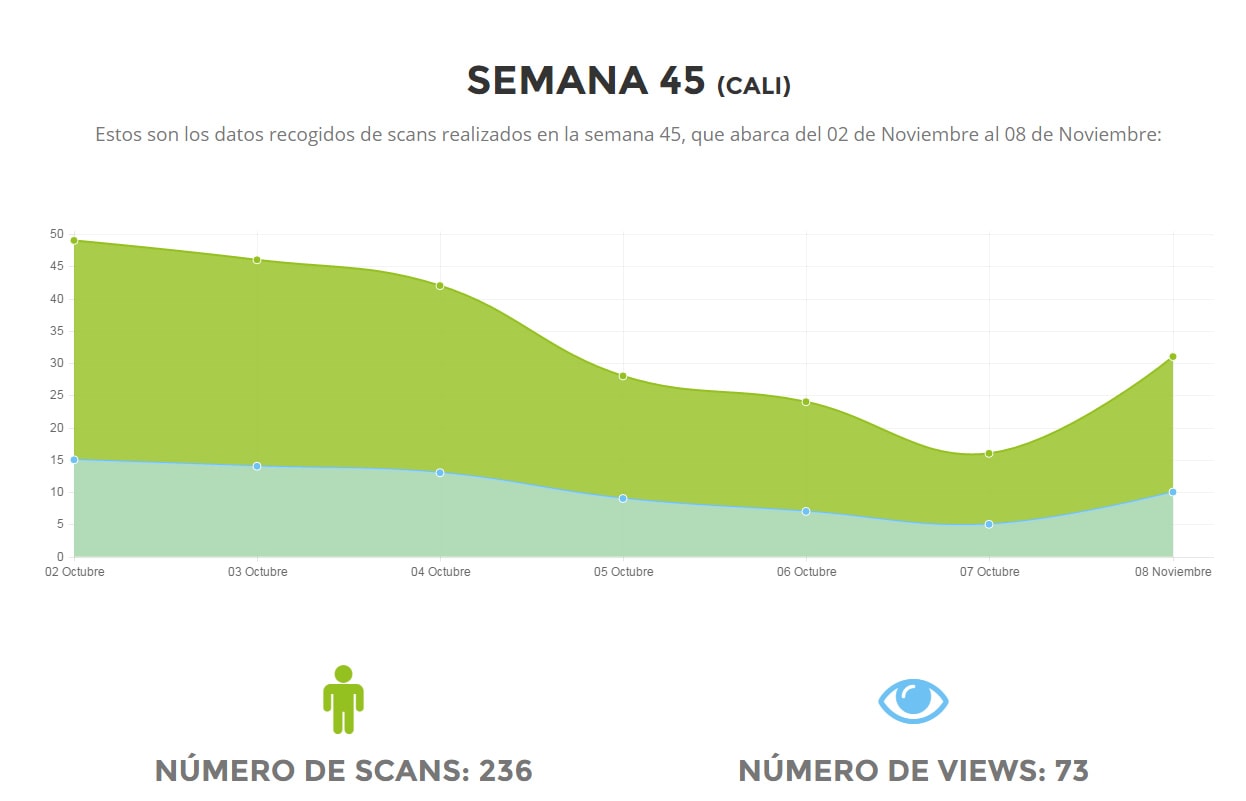 SEMANA 45 (CALI)
Estos son los datos recogidos de scans realizados en la semana 45, que abarca del 02 de Noviembre al 08 de Noviembre:
50
45
40
35
30
25
20
15
10
5
0
02 Octubre 03 Octubre 04 Octubre 05 Octubre 06 Octubre 07 Octubre 08 Noviembre
NÚMERO DE SCANS: 236 NÚMERO DE VIEWS: 73